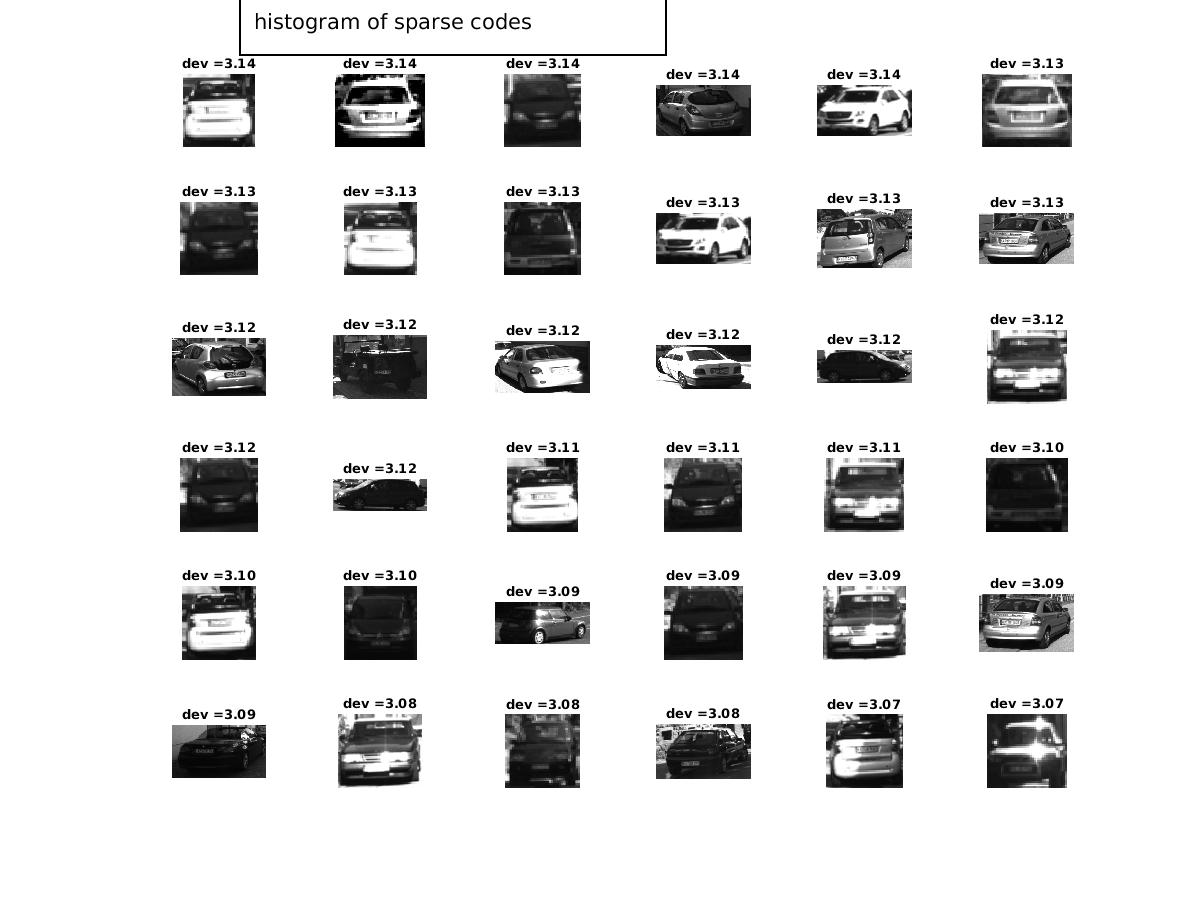 histogram of sparse codes
dev =3.14 dev =3.14 dev =3.14 dev =3.14 dev =3.14 dev =3.13
dev =3.13 dev =3.13 dev =3.13 dev =3.13 dev =3.13 dev =3.13
dev =3.12 dev =3.12 dev =3.12 dev =3.12 dev =3.12 dev =3.12
dev =3.12 dev =3.12 dev =3.11 dev =3.11 dev =3.11 dev =3.10
dev =3.10 dev =3.10 dev =3.09 dev =3.09 dev =3.09 dev =3.09
dev =3.09 dev =3.08 dev =3.08 dev =3.08 dev =3.07 dev =3.07